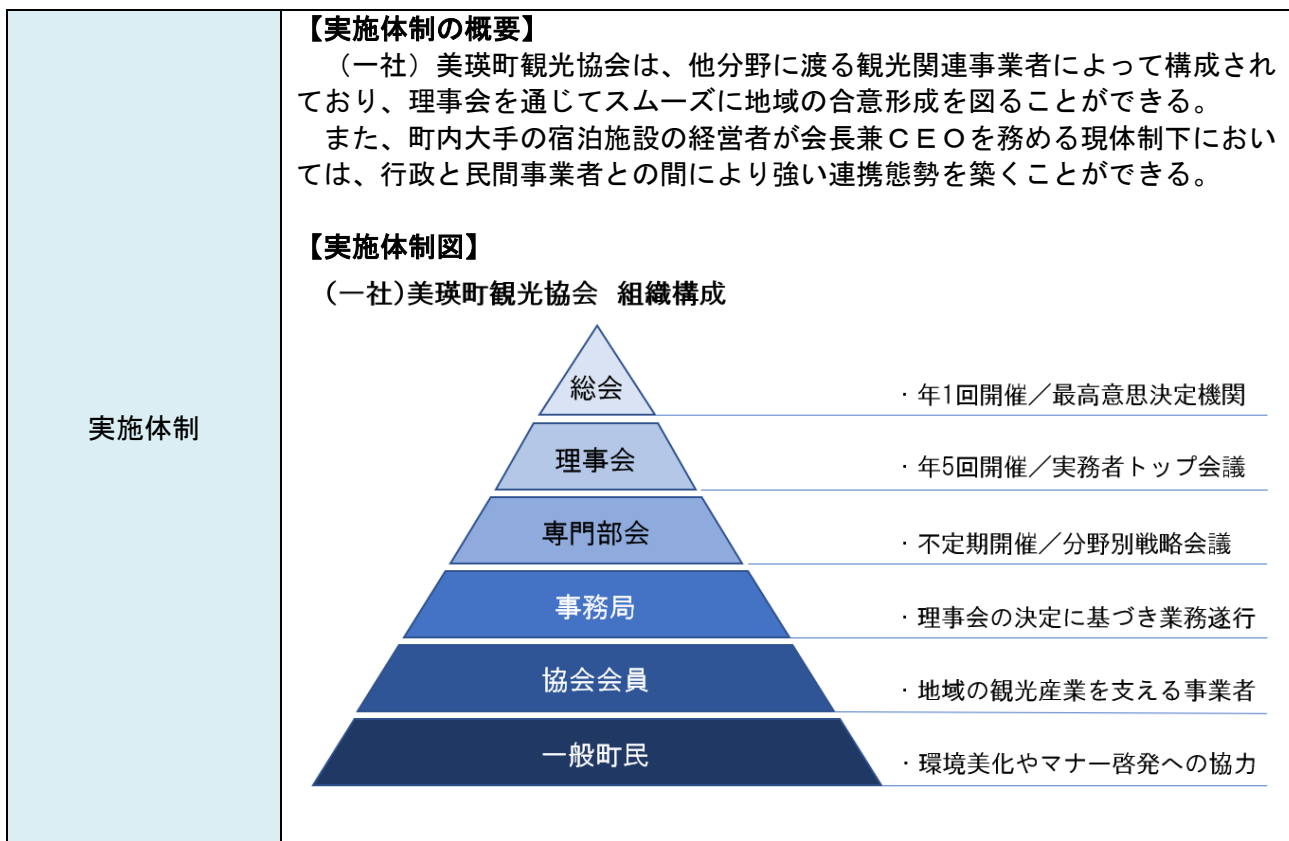 実施体制
【実施体制の概要】
（一社）美瑛町観光協会は、他分野に渡る観光関連事業者によって構成され
ており、理事会を通じてスムーズに地域の合意形成を図ることができる。
また、町内大手の宿泊施設の経営者が会長兼ＣＥＯを務める現体制下におい
ては、行政と民間事業者との間により強い連携態勢を築くことができる。
【実施体制図】
（一社）美瑛町観光協会 組織構成
総会
・年1回開催／最高意思決定機関
理事会
・年5回開催／実務者トップ会議
専門部会
・不定期開催／分野別戦略会議
事務局
・理事会の決定に基づき業務遂行
協会会員
・地域の観光産業を支える事業者
一般町民
・環境美化やマナー啓発への協力